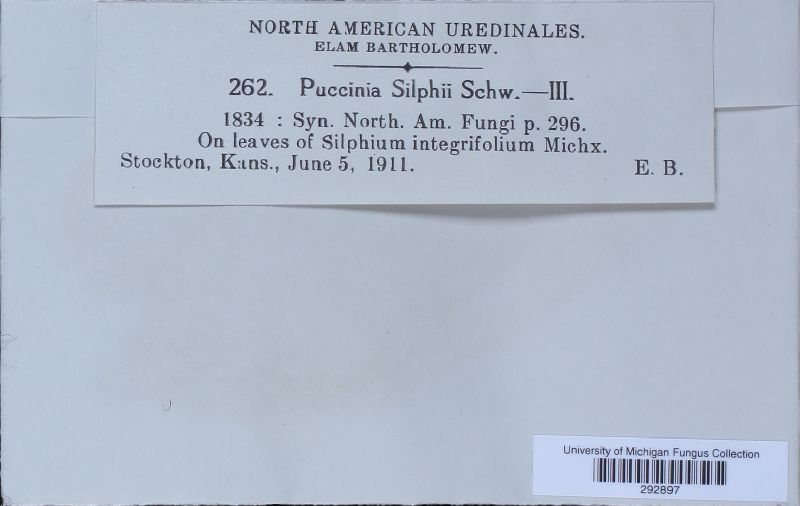 NORTH AMERICAN UREDINALES.
ELAM BARTHOLOMEW.
262. Puccinia Silphii Schw.—III.
1834 : Syn. North. Am. Fungi p. 296.
On leaves of Silphium integrifolium Michx.
Stockton, Kans., June 5, 1911. E. B.
University of Michigan Fungus Collection
292897